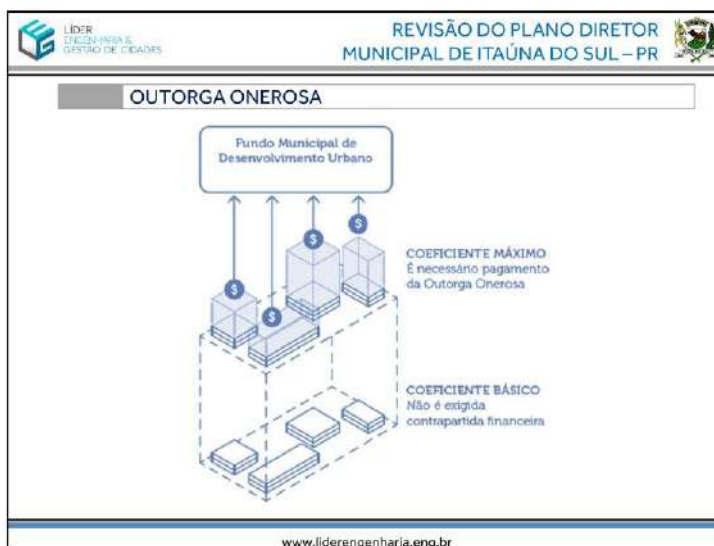 LÍDER
ENGENHARIA &
GESTÃO DE CIDADES
REVISÃO DO PLANO DIRETOR
MUNICIPAL DE ITAÚNA DO SUL – PR
OUTORGA ONEROSA
Fundo Municipal de
Desenvolvimento Urbano
$
$
$
$
COEFICIENTE MÁXIMO
É necessário pagamento
da Outorga Onerosa
COEFICIENTE BÁSICO
Não é exigida
contrapartida financeira
www.liderengenharia.eng.br